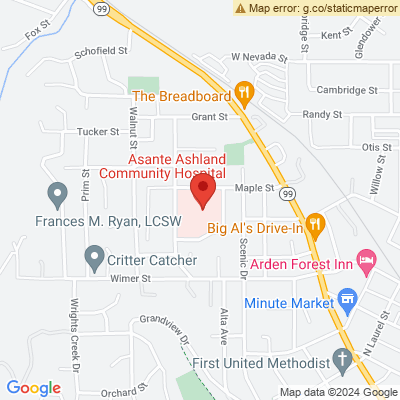 Map error: g.co/staticmaperror
Fox St
99
Schofield St
W Nevada St
Kent St
Glendower
bridge St
Cambridge St
The Breadboard
Grant St
Randy St
Tucker St
Walnut St
Otis St
Asante Ashland
Community Hospital
Prim St
Maple St
99
Willow St
Frances M. Ryan, LCSW
Big Al's Drive-In
Critter Catcher
Scenic Dr
Arden Forest Inn
Wimer St
Minute Market
Wrights Creek Dr
Grandview Dr
Alta Ave
N Laurel St
First United Methodist
Orchard St
Google
Map data ©2024 Google